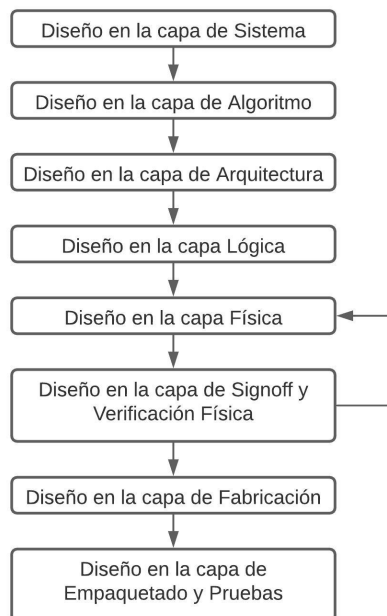 Diseño en la capa de Sistema
Diseño en la capa de Algoritmo
Diseño en la capa de Arquitectura
Diseño en la capa Lógica
Diseño en la capa Física
Diseño en la capa de Signoff y
Verificación Física
Diseño en la capa de Fabricación
Diseño en la capa de
Empaquetado y Pruebas